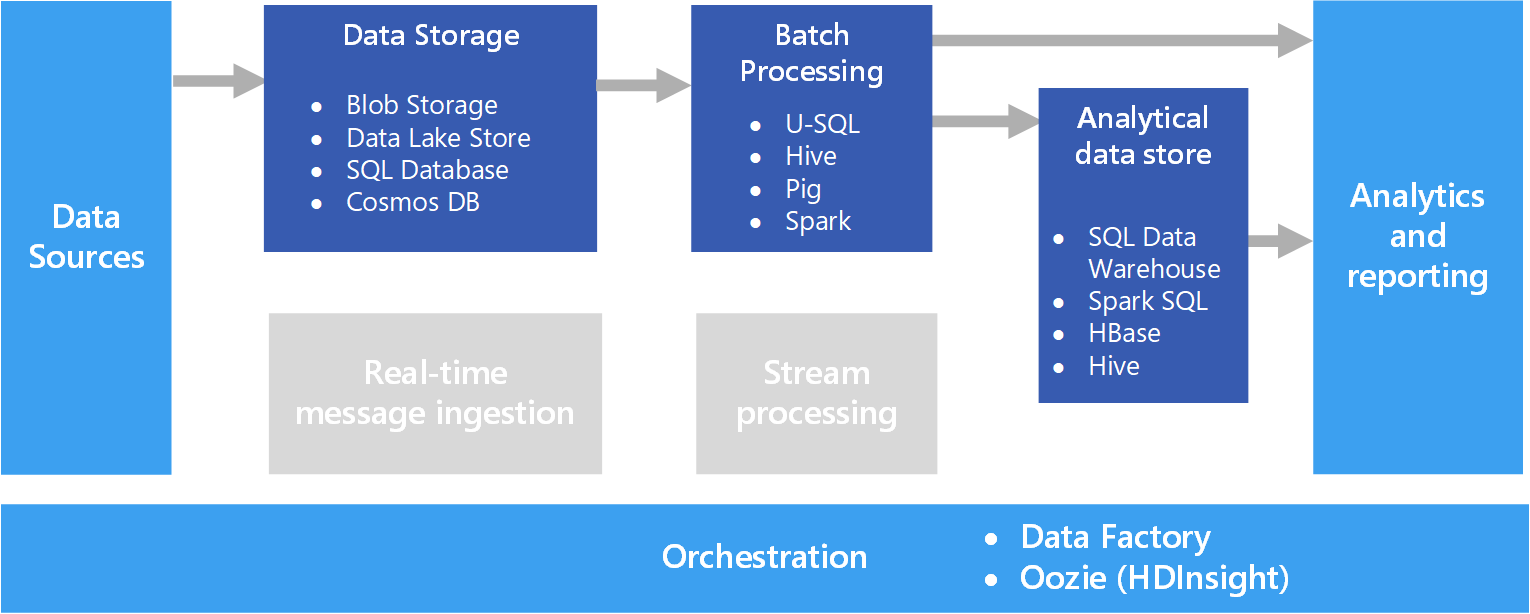 Data
Sources
Data Storage
● Blob Storage
● Data Lake Store
● SQL Database
● Cosmos DB
Batch
Processing
● U-SQL
● Hive
● Pig
● Spark
Analytical
data store
● SQL Data
Warehouse
● Spark SQL
● HBase
● Hive
Analytics
and
reporting
Real-time
message ingestion
Stream
processing
Orchestration
● Data Factory
● Oozie (HDInsight)